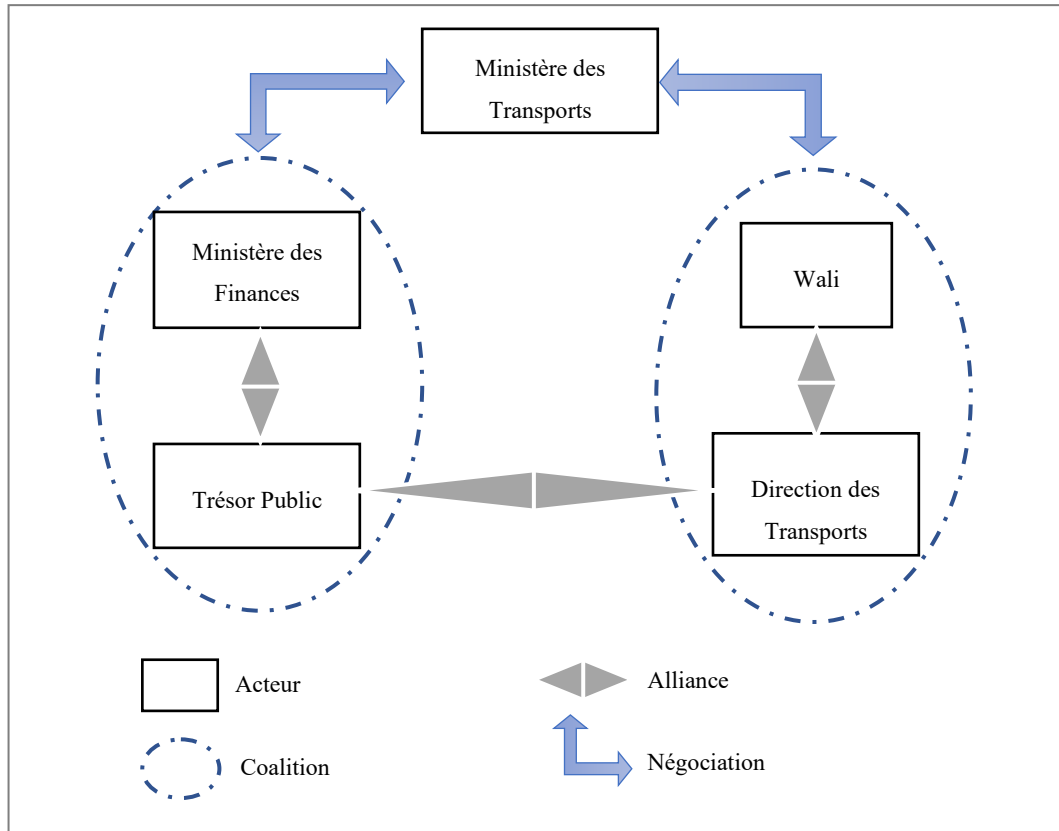 Ministère des
Transports
Ministère des
Finances
Wali
Trésor Public
Direction des
Transports
Acteur
Alliance
Coalition
Négociation